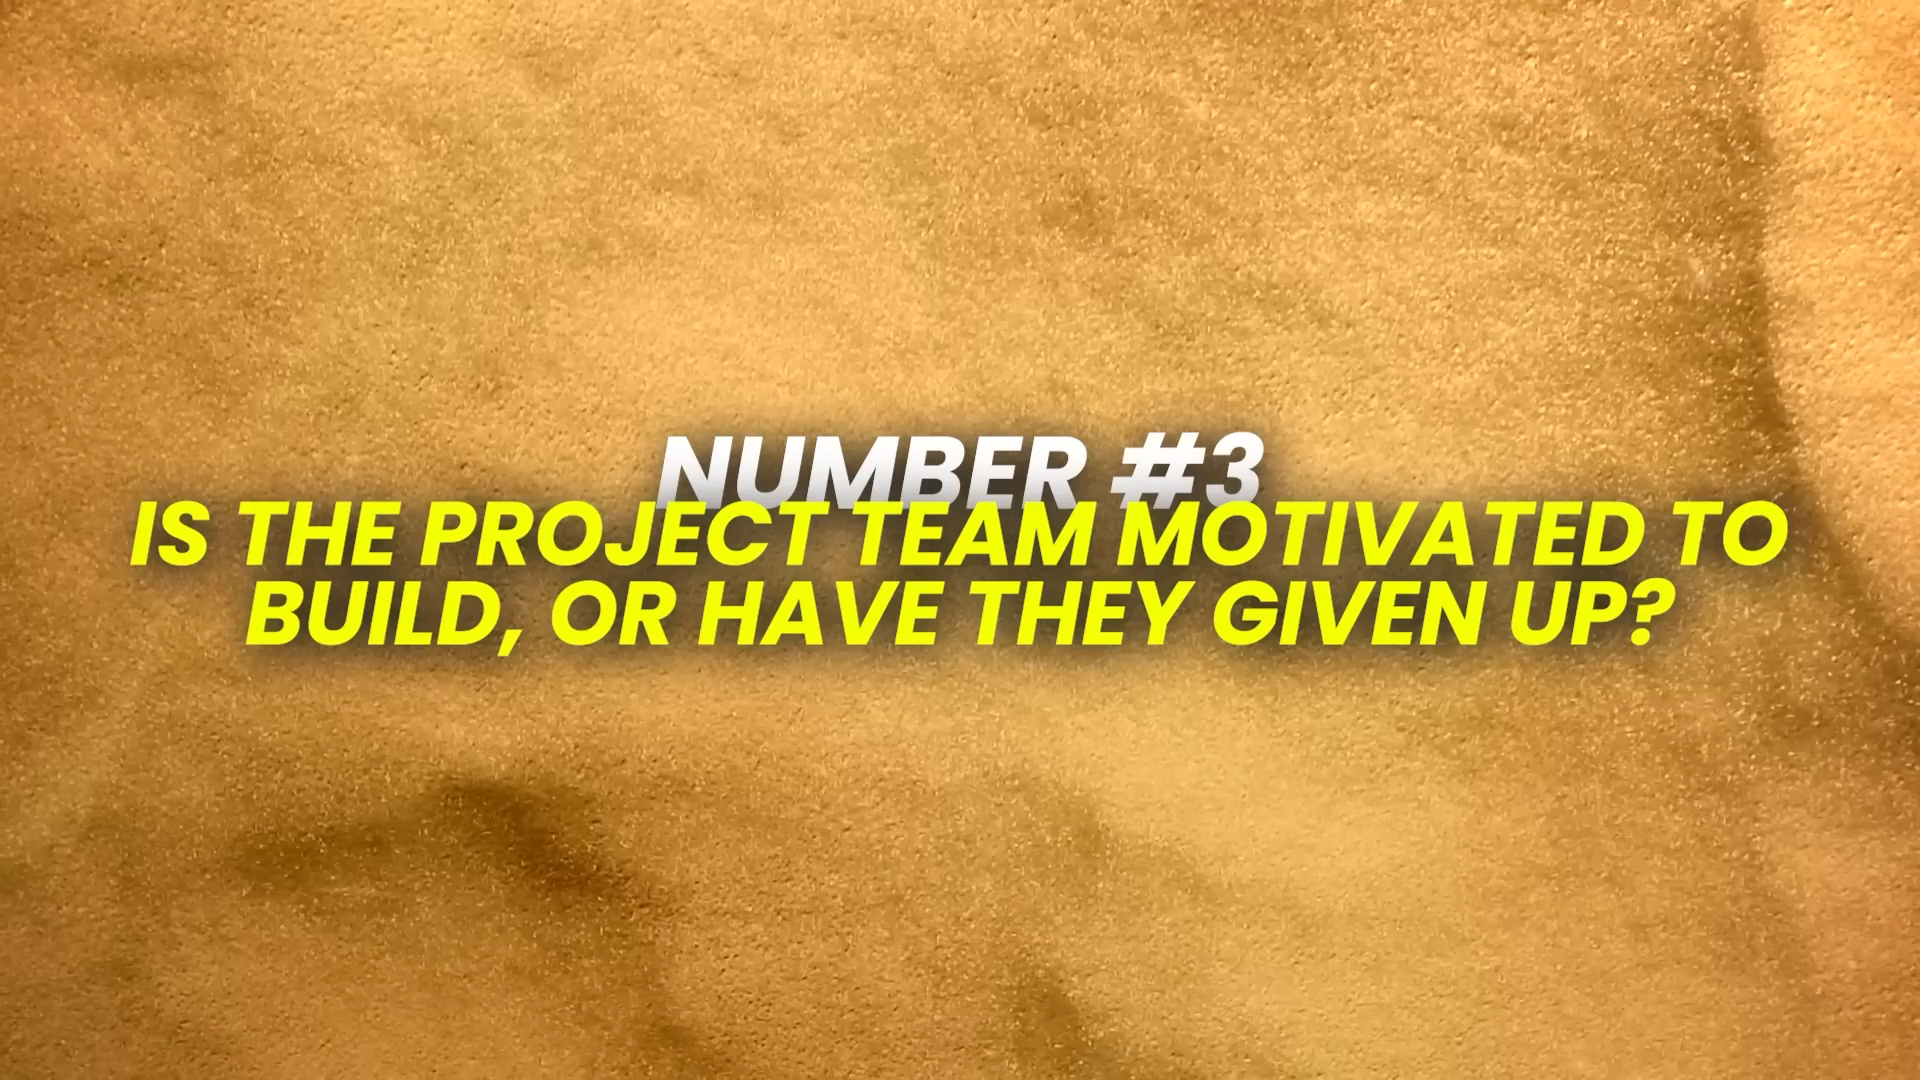 NUMBER #3
IS THE PROJECT TEAM MOTIVATED TO
BUILD, OR HAVE THEY GIVEN UP?